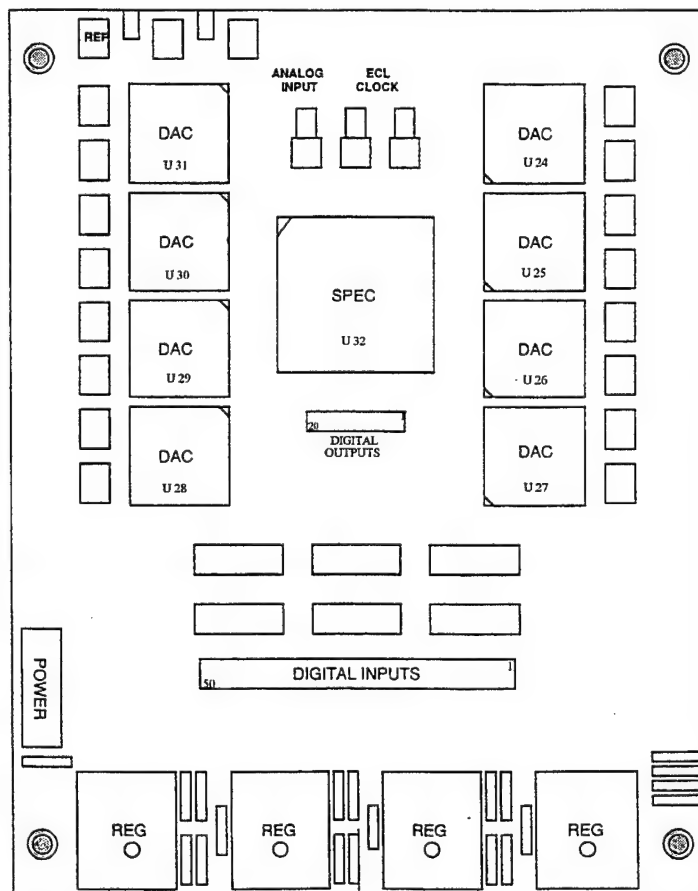 REF
ANALOG
INPUT
ECL
CLOCK
DAC
U 31
DAC
U 24
DAC
U 30
DAC
U 25
SPEC
U 32
DAC
U 29
DAC
U 26
1
20
DIGITAL
OUTPUTS
DAC
U 28
DAC
U 27
POWER
DIGITAL INPUTS
1
50
REG
REG
REG
REG